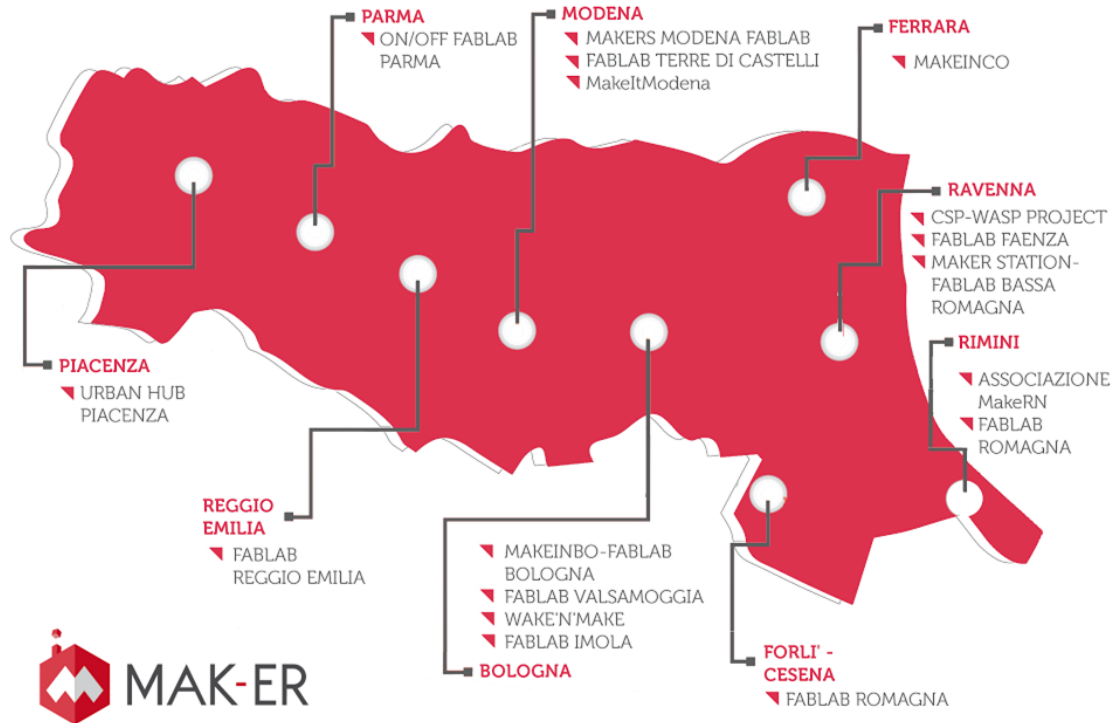 PARMA
ON/OFF FABLAB
PARMA
MODENA
MAKERS MODENA FABLAB
FABLAB TERRE DI CASTELLI
MakeItModena
FERRARA
MAKEINCO
RAVENNA
CSP-WASP PROJECT
FABLAB FAENZA
MAKER STATION-
FABLAB BASSA
ROMAGNA
RIMINI
ASSOCIAZIONE
MakeRN
FABLAB
ROMAGNA
PIACENZA
URBAN HUB
PIACENZA
REGGIO
EMILIA
FABLAB
REGGIO EMILIA
MAKEINBO-FABLAB
BOLOGNA
FABLAB VALSAMOGGIA
WAKE'N'MAKE
FABLAB IMOLA
BOLOGNA
FORLI' -
CESENA
FABLAB ROMAGNA
MAK-ER